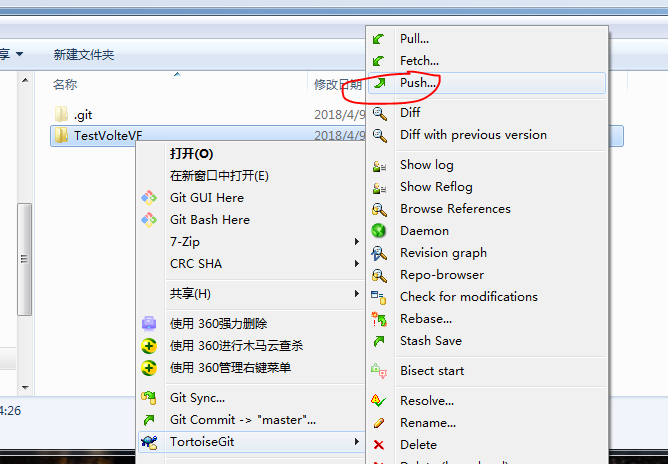 享
新建文件夹
名称
修改日期
.git
2018/4/9
TestVolteVF
2018/4/9
打开(O)
在新窗口中打开(E)
Git GUI Here
Git Bash Here
7-Zip
CRC SHA
共享(H)
使用 360强力删除
使用 360进行木马云查杀
使用 360管理右键菜单
Git Sync...
Git Commit -> "master"...
TortoiseGit
Pull...
Fetch...
Push...
Diff
Diff with previous version
Show log
Show Reflog
Browse References
Daemon
Revision graph
Repo-browser
Check for modifications
Rebase...
Stash Save
Bisect start
Resolve...
Rename...
Delete
4:26